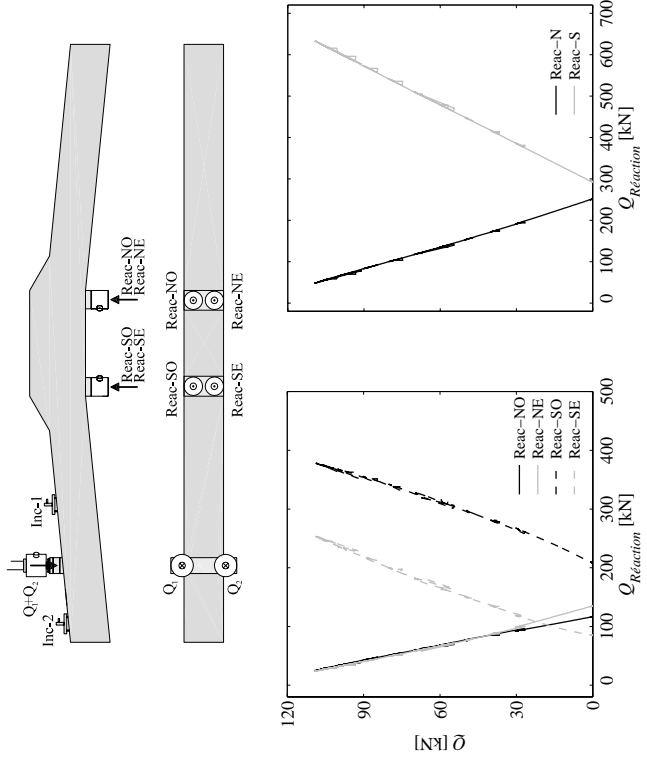 Q₁+Q₂
Inc-2
Inc-1
Reac-SO
Reac-SE
Reac-NO
Reac-NE
Q₁
Q₂
Reac-SO
Reac-SE
Reac-NO
Reac-NE
120
90
60
30
0
Q [kN]
0
100
200
300
400
500
Q_Réaction [kN]
Reac-NO
Reac-NE
Reac-SO
Reac-SE
0
100
200
300
400
500
600
700
Q_Réaction [kN]
Reac-N
Reac-S